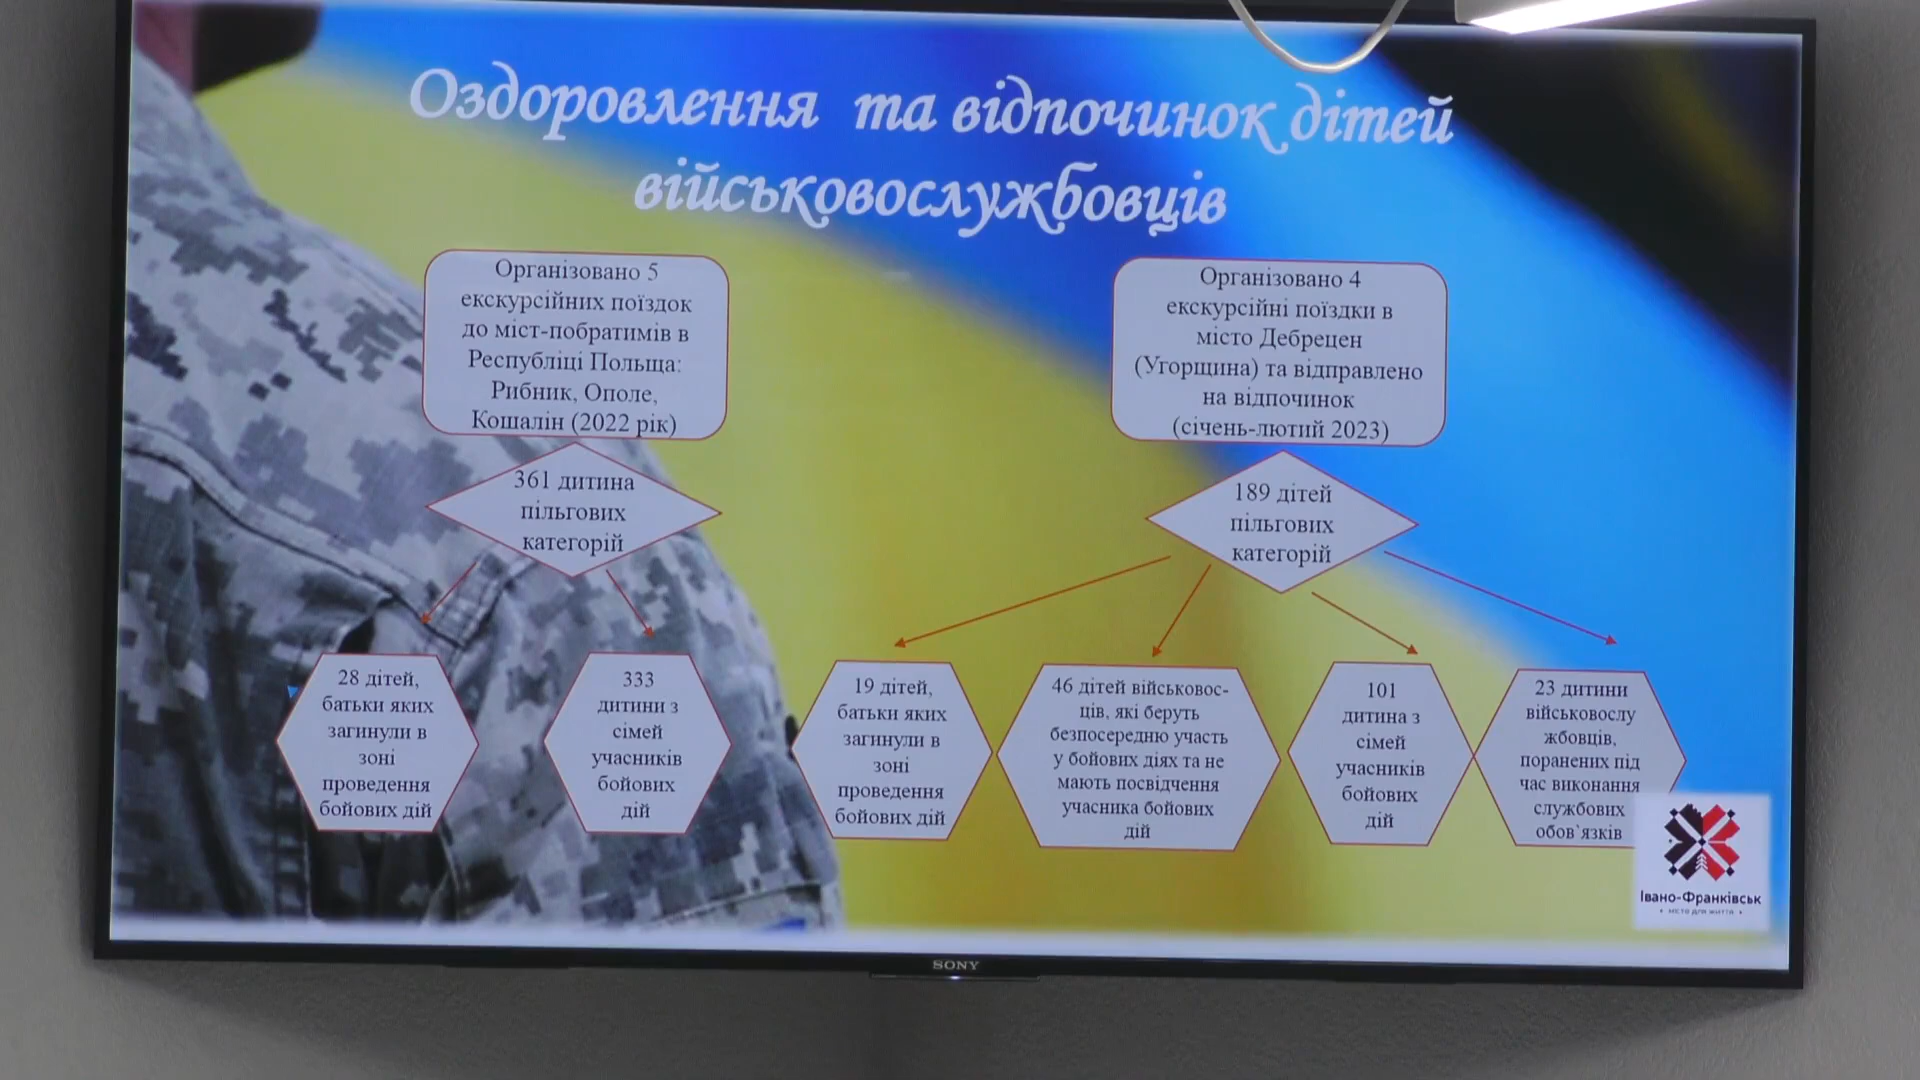 Оздоровлення та відпочинок дітей
військовослужбовців
Організовано 5
екскурсійних поїздок
до міст-побратимів в
Республіці Польща:
Рибник, Ополе,
Кошалін (2022 рік)
361 дитина
пільгових
категорій
28 дітей,
батьки яких
загинули в
зоні
проведення
бойових дій
333
дитини з
сімей
учасників
бойових
дій
Організовано 4
екскурсійні поїздки в
місто Дебрецен
(Угорщина) та відправлено
на відпочинок
(січень-лютий 2023)
189 дітей
пільгових
категорій
19 дітей,
батьки яких
загинули в
зоні
проведення
бойових дій
46 дітей військовос-
ців, які беруть
безпосередню участь
у бойових діях та не
мають посвідчення
учасника бойових
дій
101
дитина з
сімей
учасників
бойових
дій
23 дитини
військовослу
жбовців,
поранених під
час виконання
службових
обов`язків
Івано-Франківськ
• місто для життя •
SONY